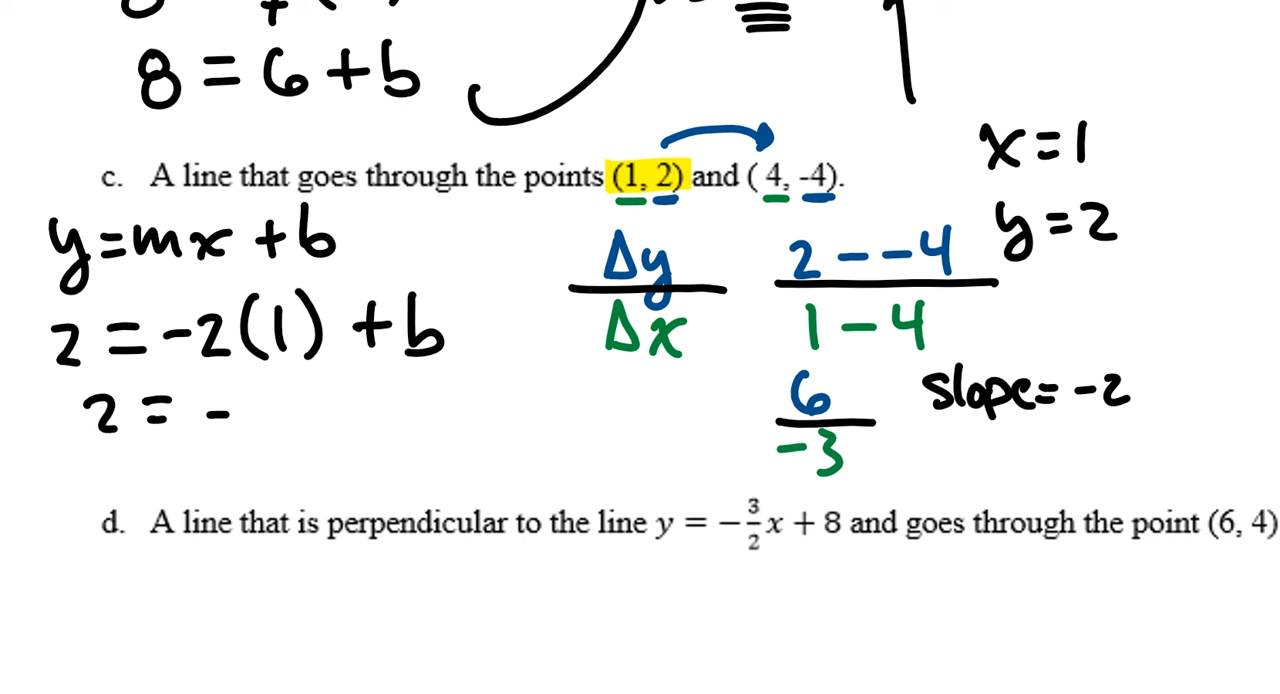 8 = 6 + b
c. A line that goes through the points (1, 2) and ( 4, -4).
x = 1
y = 2
y = mx + b
Δy
Δx
2 - -4
1 - 4
2 = -2(1) + b
6
-3
slope = -2
2 = -
d. A line that is perpendicular to the line y = -3/2 x + 8 and goes through the point (6, 4)